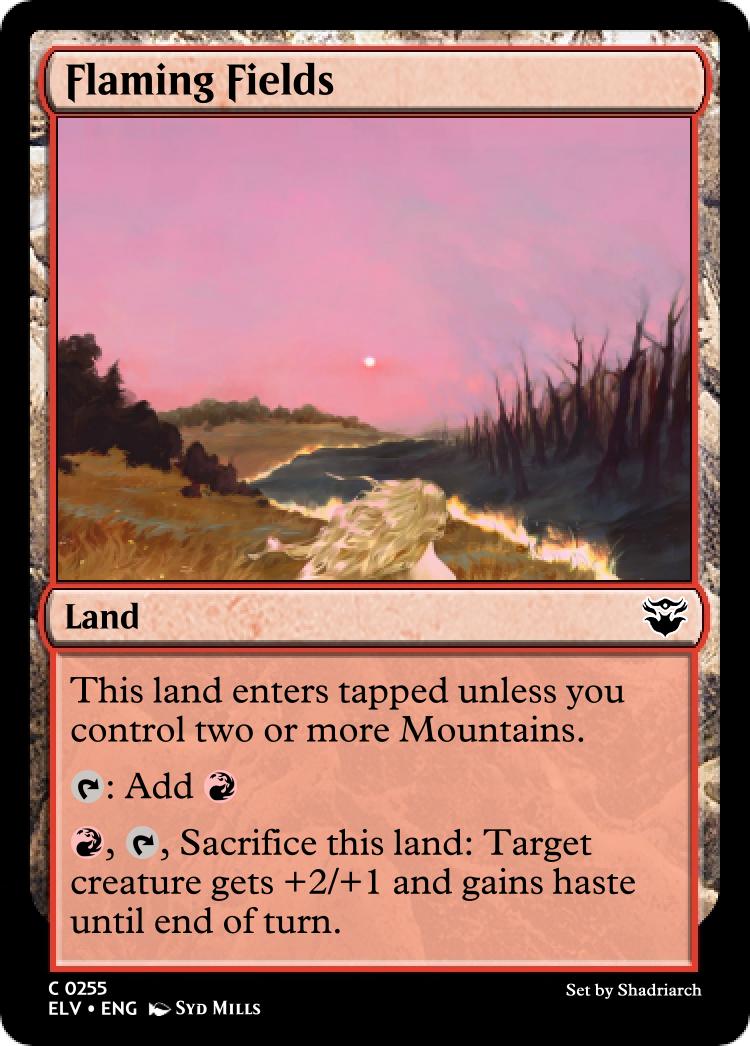 Flaming Fields
Land
This land enters tapped unless you
control two or more Mountains.
: Add
, , Sacrifice this land: Target
creature gets +2/+1 and gains haste
until end of turn.
C 0255
ELV • ENG Syd Mills
Set by Shadriarch